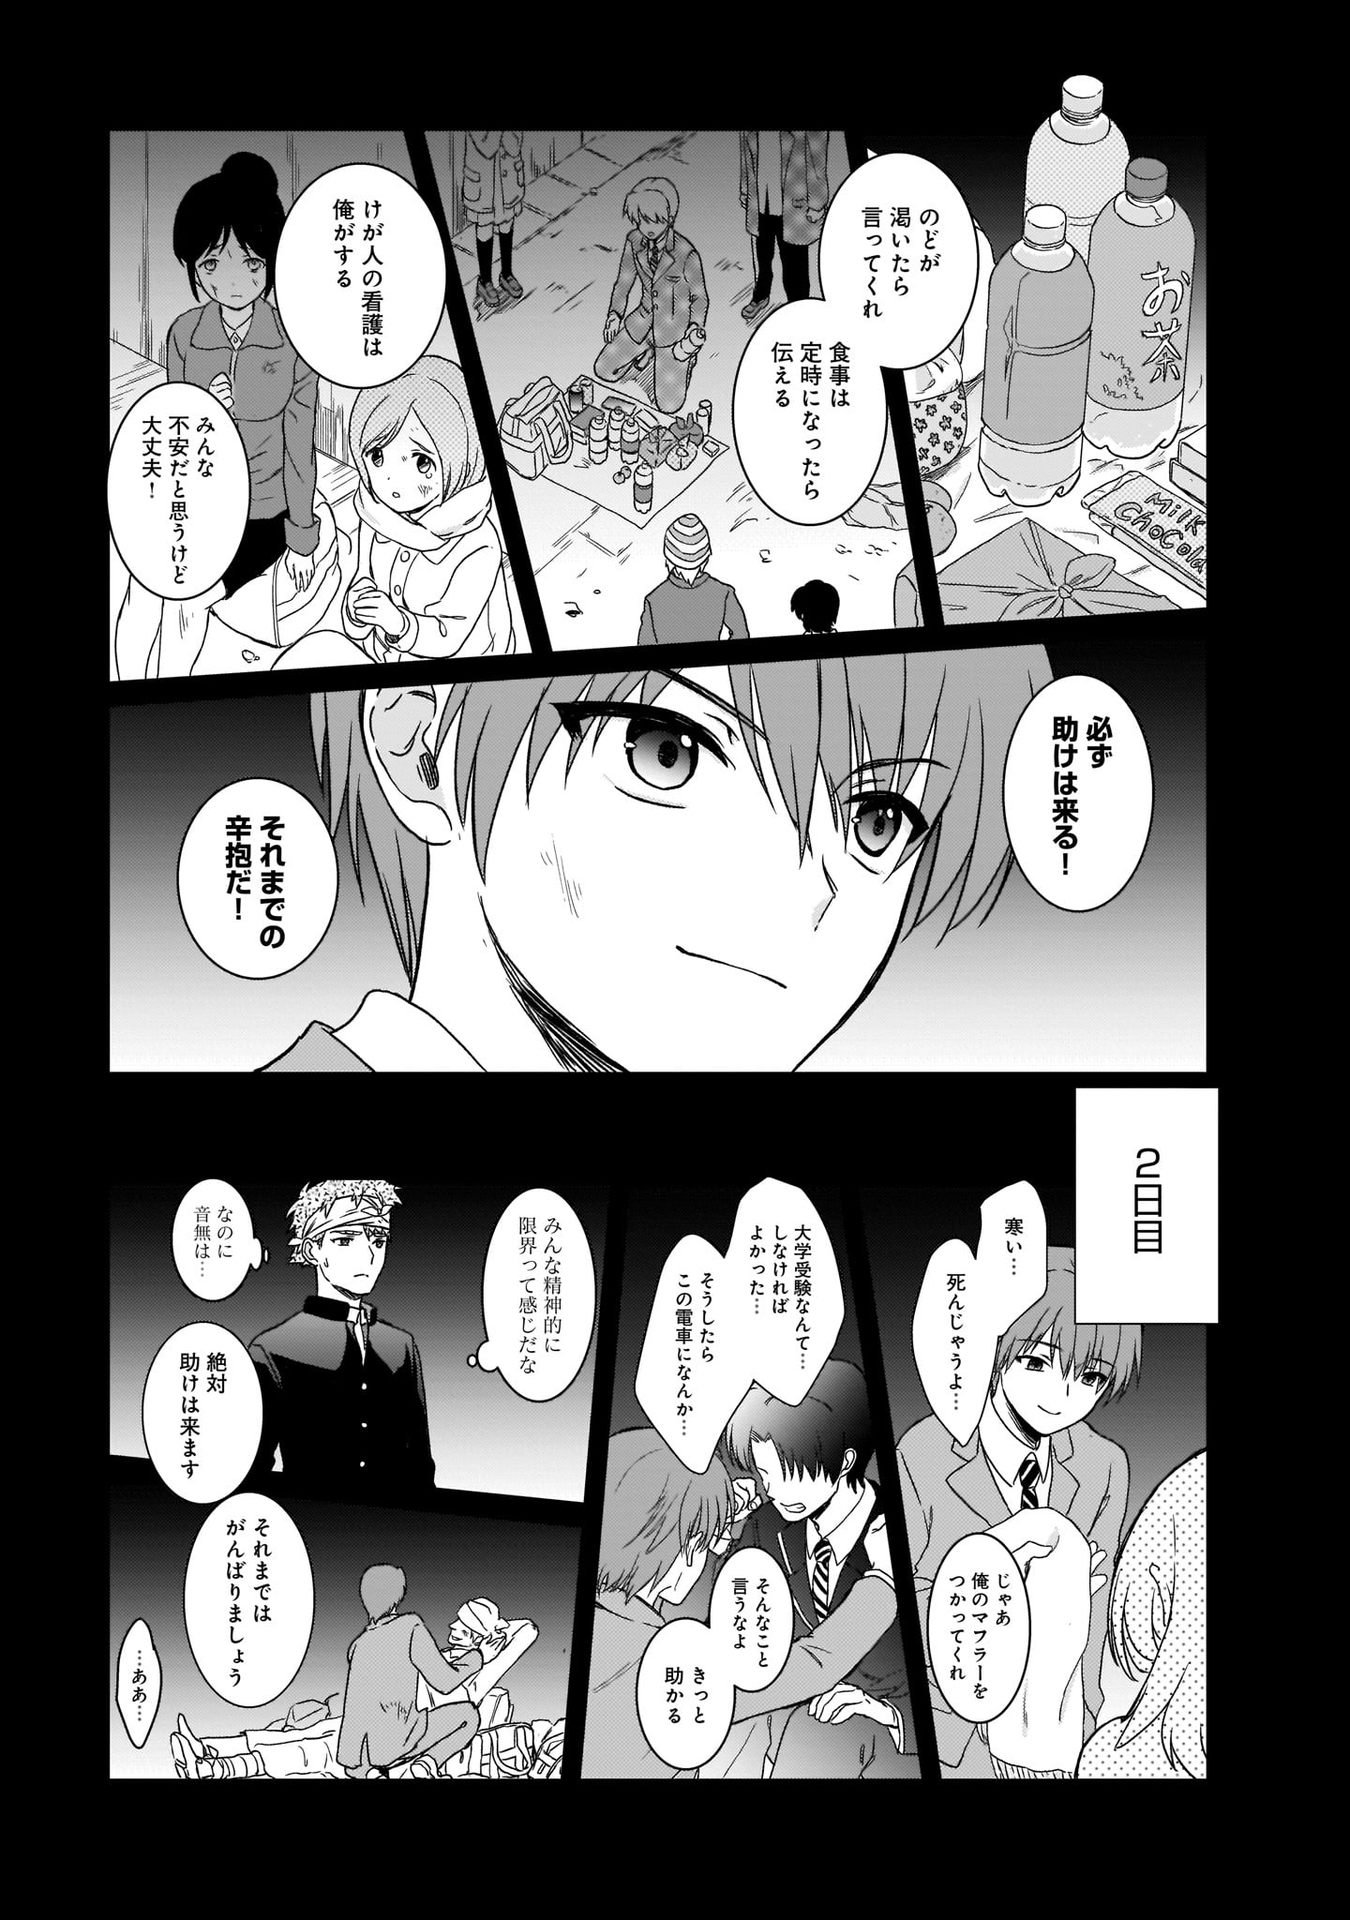 のどが
渇いたら
言ってくれ
食事は
定時になったら
伝える
お茶
Milk
Chocola
けが人の看護は
俺がする
みんな
不安だと思うけど
大丈夫！
必ず
助けは来る！
それまでの
辛抱だ！
2日目
寒い…
死んじゃうよ…
じゃあ
俺のマフラーを
つかってくれ
大学受験なんて…
しなければ
よかった…
そうしたら
この電車になんか…
そんなこと
言うなよ
きっと
助かる
みんな精神的に
限界って感じだな
なのに
音無は…
絶対
助けは来ます
それまでは
がんばりましょう
…ああ…